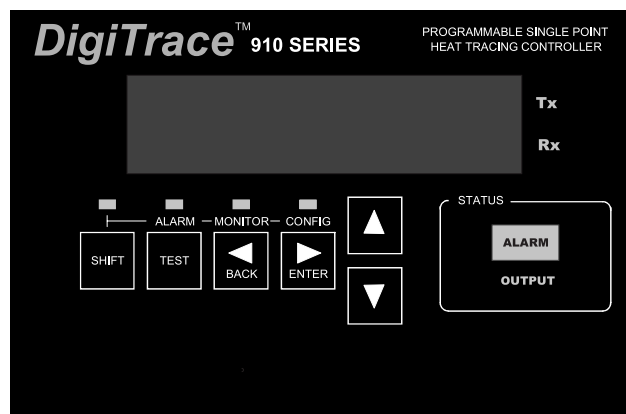 DigiTrace™ 910 SERIES
PROGRAMMABLE SINGLE POINT
HEAT TRACING CONTROLLER
Tx
Rx
ALARM MONITOR CONFIG
SHIFT TEST BACK ENTER
STATUS
ALARM
OUTPUT